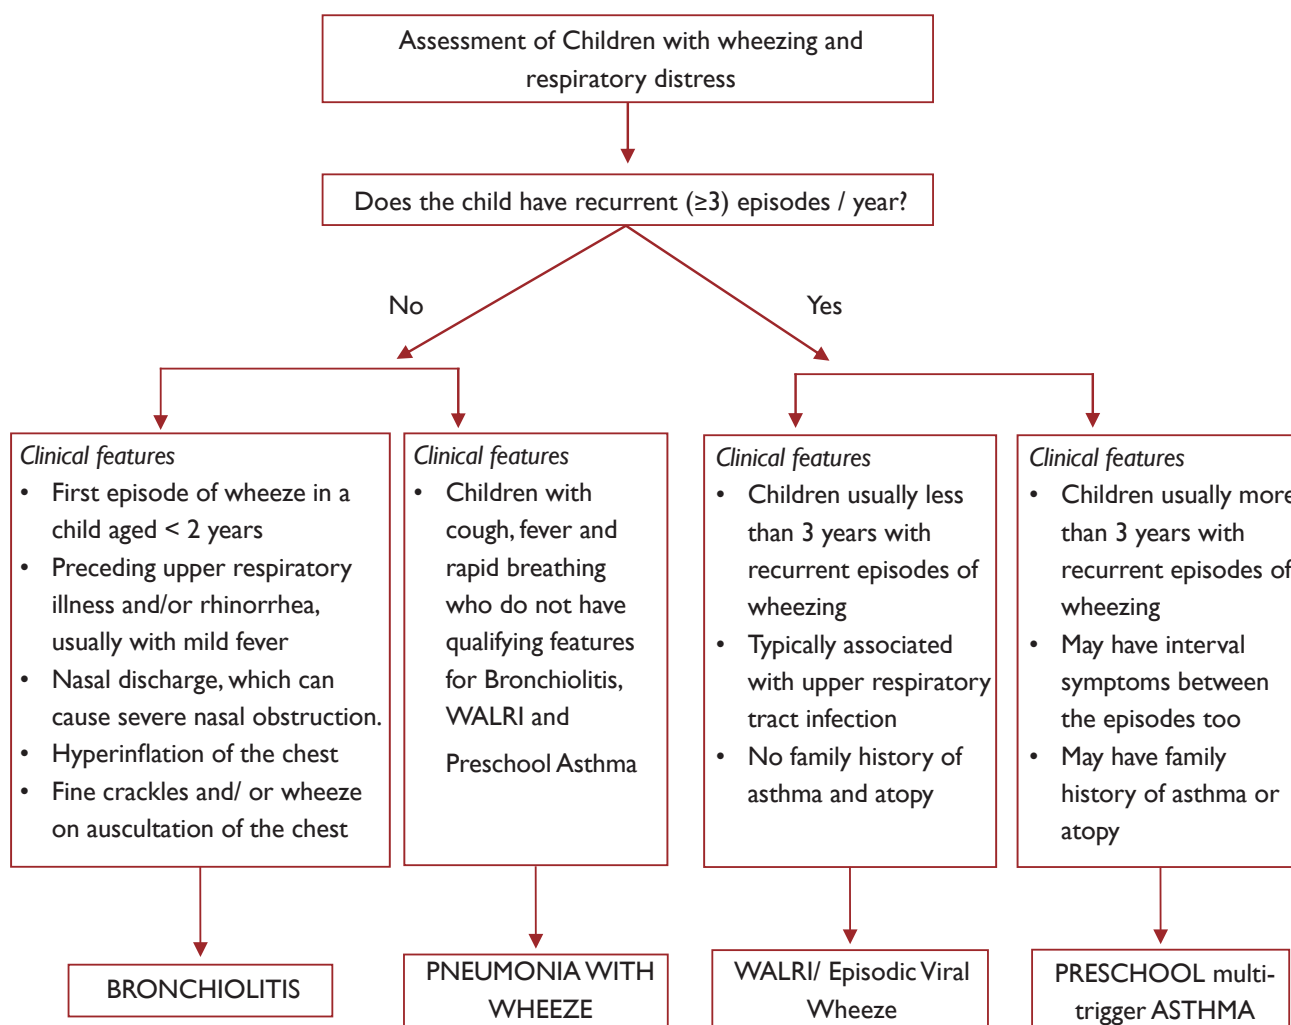 Assessment of Children with wheezing and
respiratory distress
Does the child have recurrent (≥3) episodes / year?
No
Yes
Clinical features
• First episode of wheeze in a
child aged < 2 years
• Preceding upper respiratory
illness and/or rhinorrhea,
usually with mild fever
• Nasal discharge, which can
cause severe nasal obstruction.
• Hyperinflation of the chest
• Fine crackles and/ or wheeze
on auscultation of the chest
Clinical features
• Children with
cough, fever and
rapid breathing
who do not have
qualifying features
for Bronchiolitis,
WALRI and
Preschool Asthma
Clinical features
• Children usually less
than 3 years with
recurrent episodes of
wheezing
• Typically associated
with upper respiratory
tract infection
• No family history of
asthma and atopy
Clinical features
• Children usually more
than 3 years with
recurrent episodes of
wheezing
• May have interval
symptoms between
the episodes too
• May have family
history of asthma or
atopy
BRONCHIOLITIS
PNEUMONIA WITH
WHEEZE
WALRI/ Episodic Viral
Wheeze
PRESCHOOL multi-
trigger ASTHMA